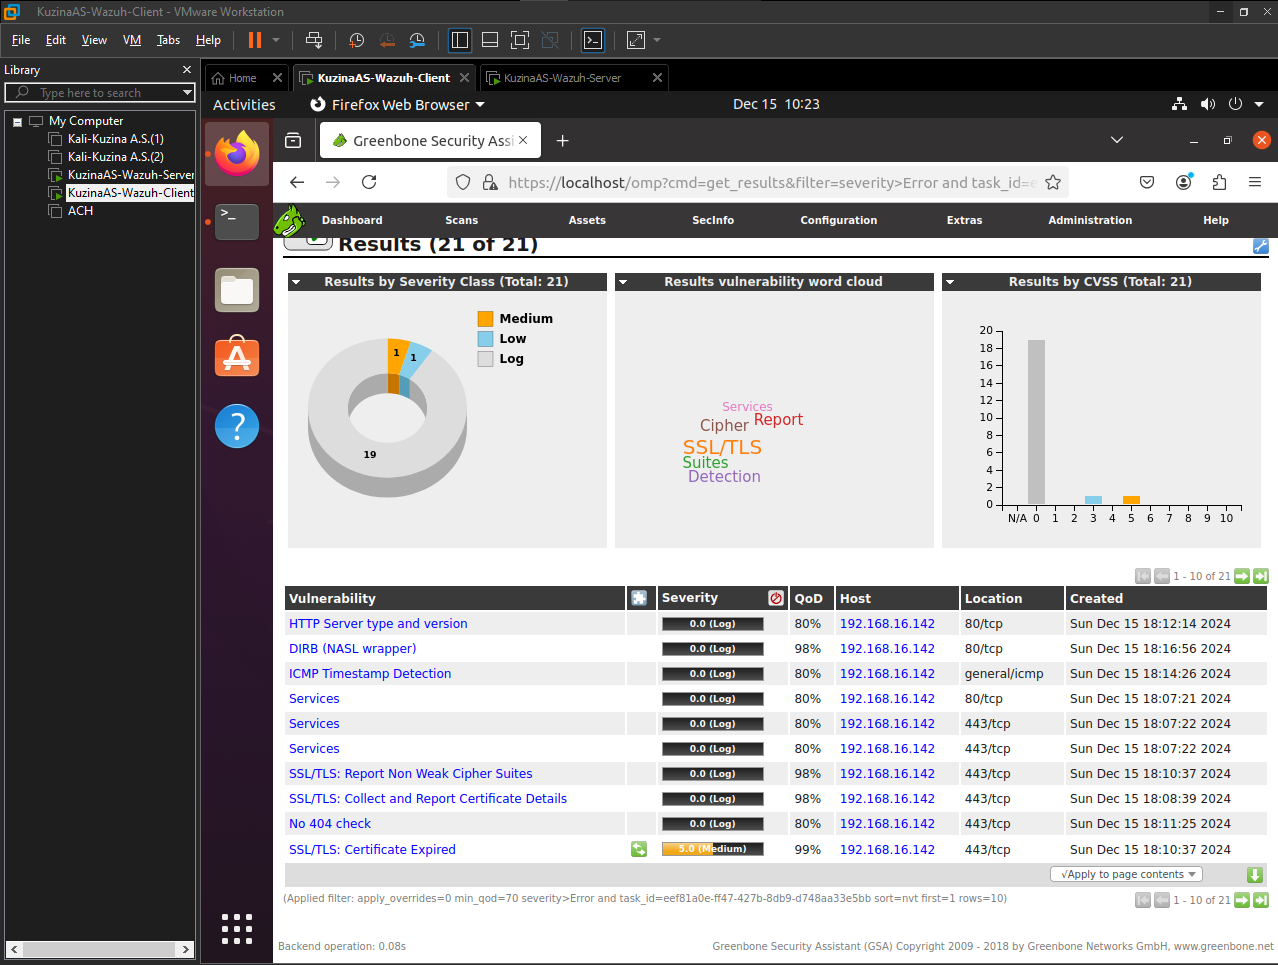 KuzinaAS-Wazuh-Client - VMware Workstation
File Edit View VM Tabs Help
Library
Type here to search
My Computer
Kali-Kuzina A.S.(1)
Kali-Kuzina A.S.(2)
KuzinaAS-Wazuh-Server
KuzinaAS-Wazuh-Client
ACH
Home KuzinaAS-Wazuh-Client KuzinaAS-Wazuh-Server
Activities Firefox Web Browser Dec 15 10:23
Greenbone Security Assi
https://localhost/omp?cmd=get_results&filter=severity>Error and task_id=e
Dashboard Scans Assets SecInfo Configuration Extras Administration Help
Results (21 of 21)
Results by Severity Class (Total: 21)
Medium
Low
Log
1
1
19
Results vulnerability word cloud
Services
Cipher Report
SSL/TLS
Suites
Detection
Results by CVSS (Total: 21)
20
18
16
14
12
10
8
6
4
2
0
N/A 0 1 2 3 4 5 6 7 8 9 10
1 - 10 of 21
Vulnerability Severity QoD Host Location Created
HTTP Server type and version 0.0 (Log) 80% 192.168.16.142 80/tcp Sun Dec 15 18:12:14 2024
DIRB (NASL wrapper) 0.0 (Log) 98% 192.168.16.142 80/tcp Sun Dec 15 18:16:56 2024
ICMP Timestamp Detection 0.0 (Log) 80% 192.168.16.142 general/icmp Sun Dec 15 18:14:26 2024
Services 0.0 (Log) 80% 192.168.16.142 80/tcp Sun Dec 15 18:07:21 2024
Services 0.0 (Log) 80% 192.168.16.142 443/tcp Sun Dec 15 18:07:22 2024
Services 0.0 (Log) 80% 192.168.16.142 443/tcp Sun Dec 15 18:07:22 2024
SSL/TLS: Report Non Weak Cipher Suites 0.0 (Log) 98% 192.168.16.142 443/tcp Sun Dec 15 18:10:37 2024
SSL/TLS: Collect and Report Certificate Details 0.0 (Log) 98% 192.168.16.142 443/tcp Sun Dec 15 18:08:39 2024
No 404 check 0.0 (Log) 80% 192.168.16.142 443/tcp Sun Dec 15 18:11:25 2024
SSL/TLS: Certificate Expired 5.0 (Medium) 99% 192.168.16.142 443/tcp Sun Dec 15 18:10:37 2024
√Apply to page contents
(Applied filter: apply_overrides=0 min_qod=70 severity>Error and task_id=eef81a0e-ff47-427b-8db9-d748aa33e5bb sort=nvt first=1 rows=10)
1 - 10 of 21
Backend operation: 0.08s
Greenbone Security Assistant (GSA) Copyright 2009 - 2018 by Greenbone Networks GmbH, www.greenbone.net